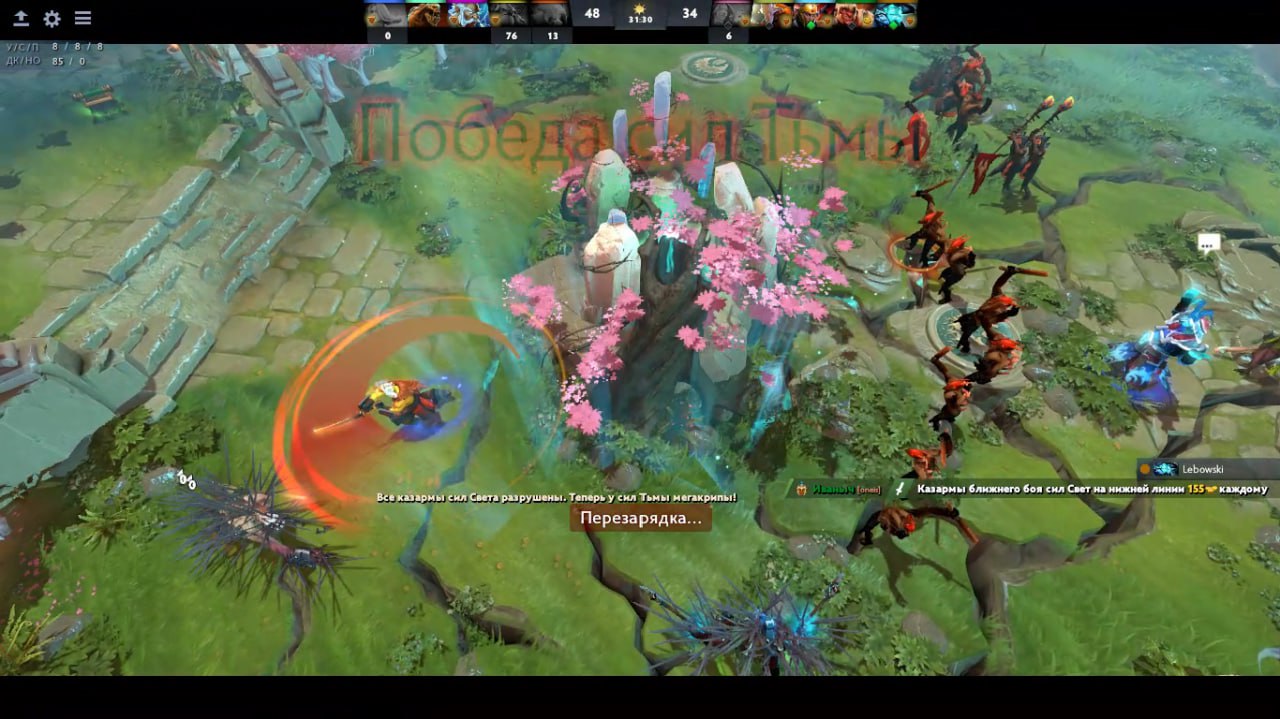 48
31:30
34
0
76
13
6
У/С/П 8 / 8 / 8
ДК/НО 85 / 0
Победа сил Тьмы
Lebowski
Все казармы сил Света разрушены. Теперь у сил Тьмы мегакрипы!
Иваныч
Казармы ближнего боя сил Свет на нижней линии 155 каждому
Перезарядка...